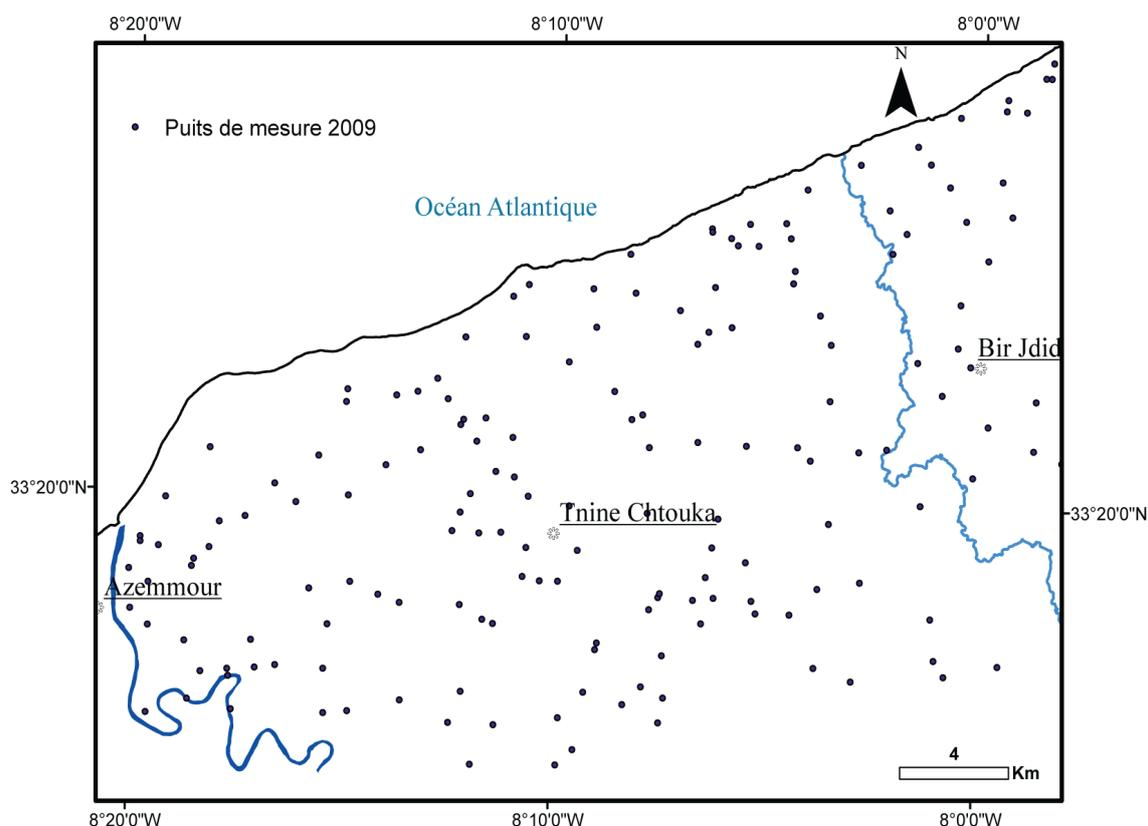 8°20'0"W
8°10'0"W
8°0'0"W
N
Puits de mesure 2009
Océan Atlantique
Bir Jdid
33°20'0"N
Tnine Chtouka
33°20'0"N
Azemmour
4
Km
8°20'0"W
8°10'0"W
8°0'0"W